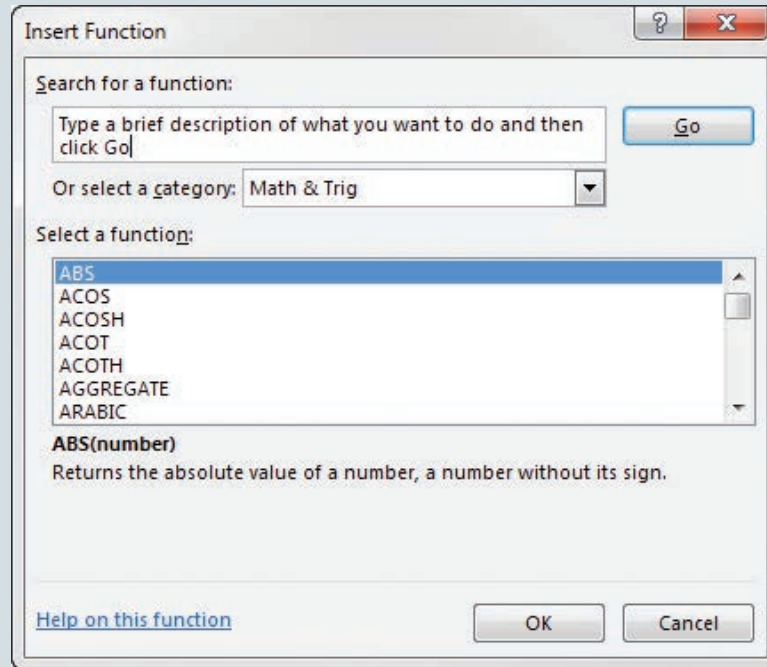 Insert Function
?
Search for a function:
Type a brief description of what you want to do and then
click Go
Go
Or select a category: Math & Trig
Select a function:
ABS
ACOS
ACOSH
ACOT
ACOTH
AGGREGATE
ARABIC
ABS(number)
Returns the absolute value of a number, a number without its sign.
Help on this function
OK
Cancel